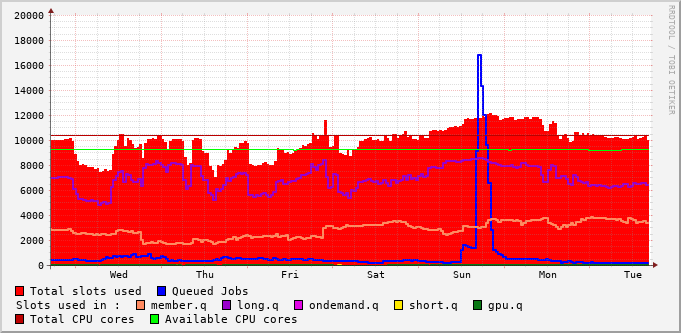 20000
18000
16000
14000
12000
10000
8000
6000
4000
2000
0
Wed Thu Fri Sat Sun Mon Tue
RRDTOOL / TOBI OETIKER
Total slots used Queued Jobs
Slots used in : member.q long.q ondemand.q short.q gpu.q
Total CPU cores Available CPU cores